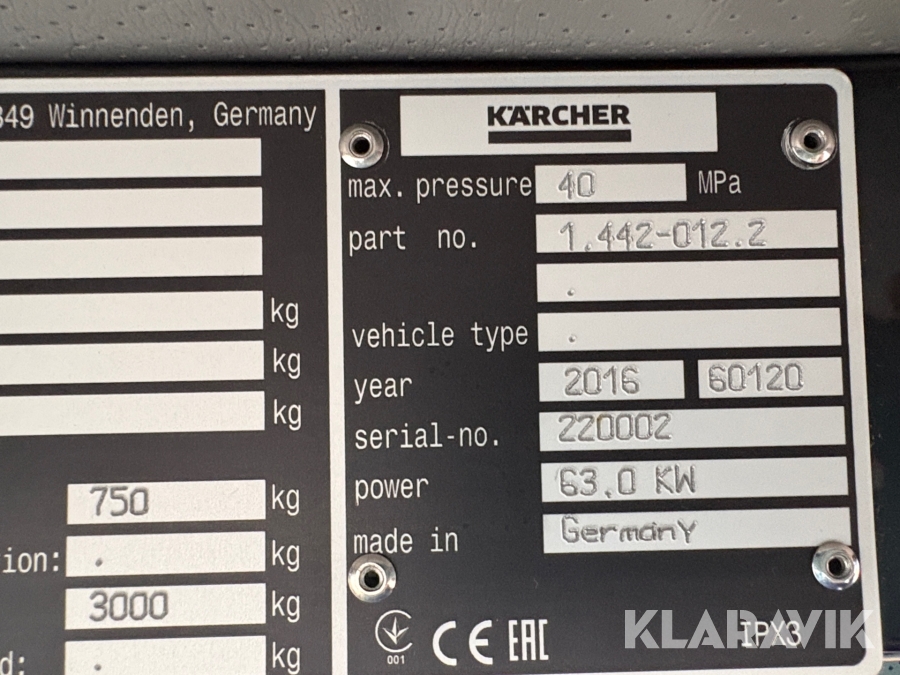 349 Winnenden, Germany
kg
kg
kg
750 kg
ion: . kg
3000 kg
d: . kg
KÄRCHER
max. pressure 40 MPa
part no. 1.442-012.2
.
vehicle type .
year 2016 60120
serial-no. 220002
power 63.0 KW
made in Germany
001 CE EAC IPX3
KLARAVIK